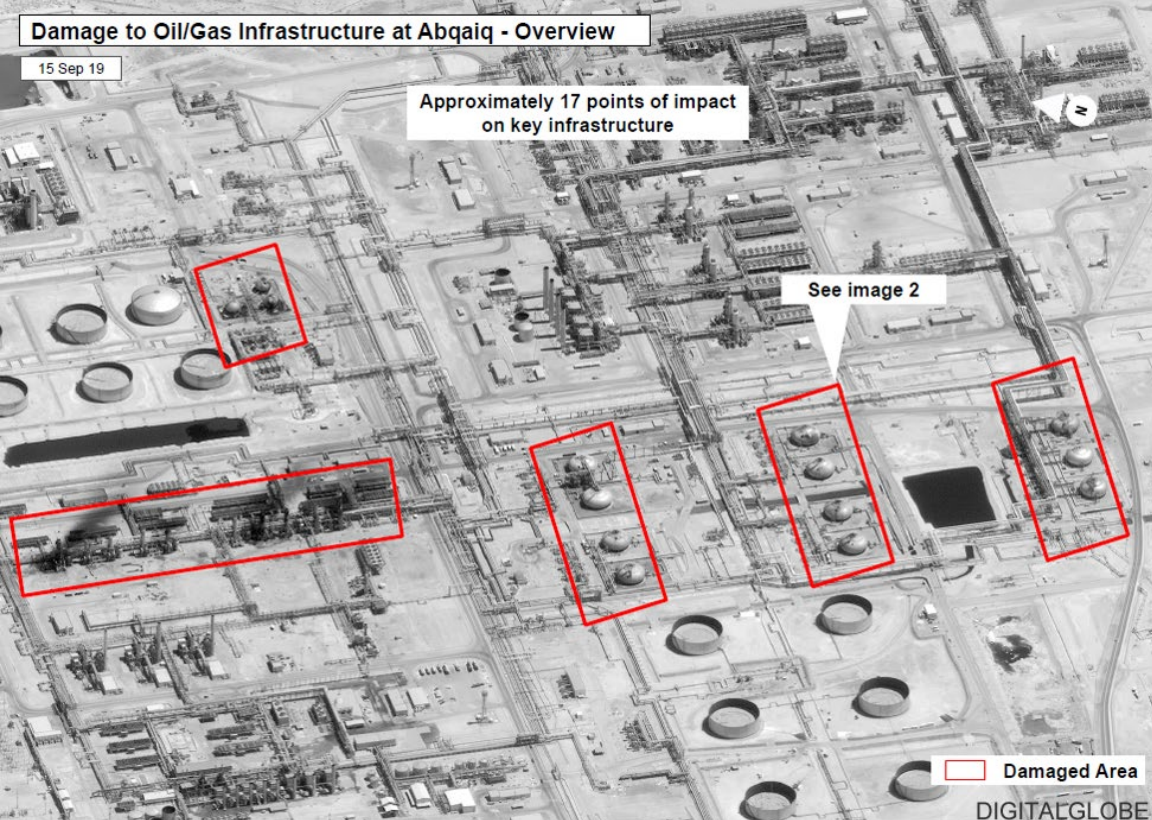 Damage to Oil/Gas Infrastructure at Abqaiq - Overview
15 Sep 19
Approximately 17 points of impact
on key infrastructure
N
See image 2
Damaged Area
DIGITALGLOBE